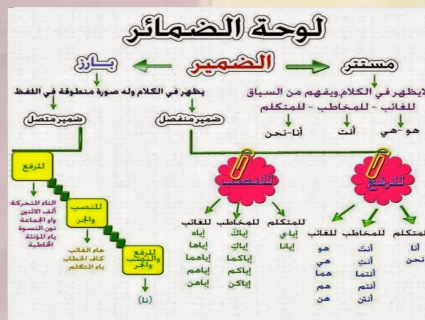 لوحة الضمائر
مستتر
الضمير
بارز
لايظهر في الكلام ويفهم من السياق
للغائب - للمخاطب - للمتكلم
هو -هي
أنت
أنا-نحن
يظهر في الكلام وله صورة منطوقة في اللفظ
ضمير منفصل
ضمير متصل
للرفع
للمتكلم
للمخاطب
للغائب
أنا
نحن
أنتَ
أنتِ
أنتما
أنتم
أنتن
هو
هي
هما
هم
هن
للنصب
للمتكلم
للمخاطب
للغائب
إياي
إيانا
إياكَ
إياكِ
إياكما
إياكم
إياكن
إياه
إياها
إياهما
إياهم
إياهن
للرفع
التاء المتحركة
ألف الاثنين
واو الجماعة
نون النسوة
ياء المؤنثة
المخاطبة
للنصب
والجر
هاء الغائب
كاف الخطاب
ياء المتكلم
للرفع
والنصب
والجر
(نا)